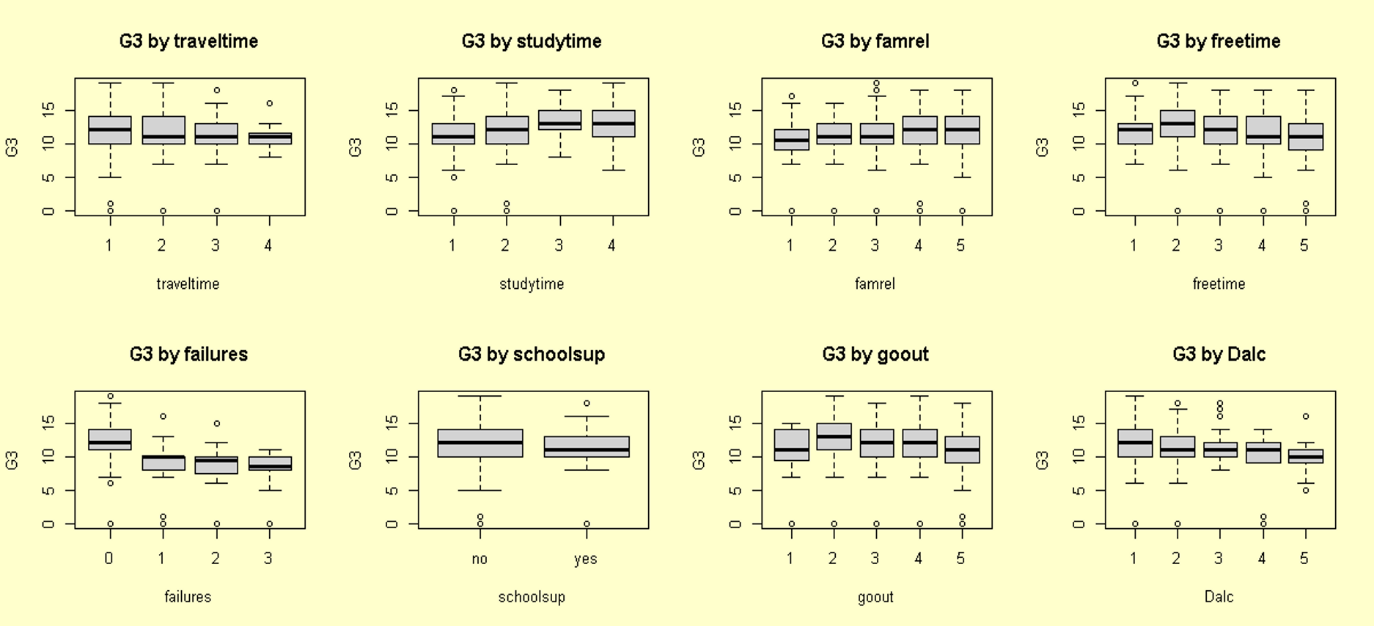 G3 by traveltime
G3
15
10
5
0
1 2 3 4
traveltime
G3 by studytime
G3
15
10
5
0
1 2 3 4
studytime
G3 by famrel
G3
15
10
5
0
1 2 3 4 5
famrel
G3 by freetime
G3
15
10
5
0
1 2 3 4 5
freetime
G3 by failures
G3
15
10
5
0
0 1 2 3
failures
G3 by schoolsup
G3
15
10
5
0
no yes
schoolsup
G3 by goout
G3
15
10
5
0
1 2 3 4 5
goout
G3 by Dalc
G3
15
10
5
0
1 2 3 4 5
Dalc